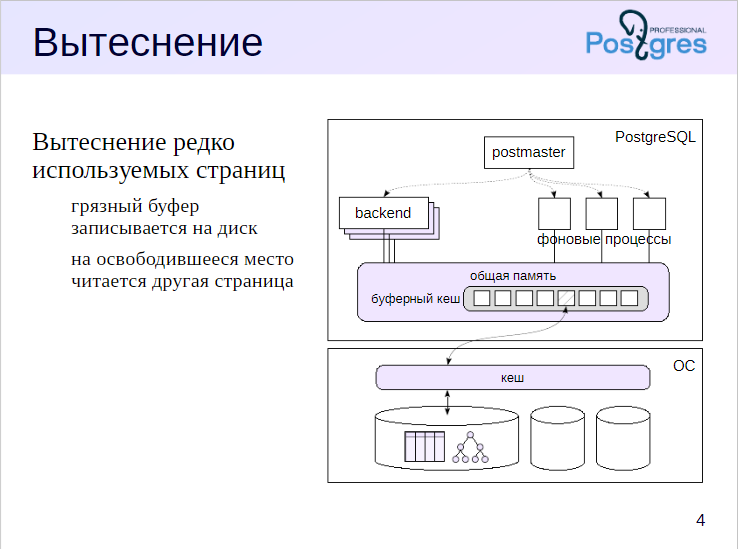 Вытеснение
PROFESSIONAL
Postgres
Вытеснение редко
используемых страниц
грязный буфер
записывается на диск
на освободившееся место
читается другая страница
PostgreSQL
postmaster
backend
фоновые процессы
общая память
буферный кеш
ОС
кеш
4